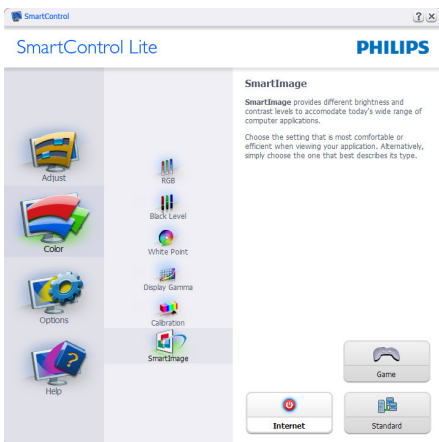 SmartControl
SmartControl Lite
PHILIPS
Adjust
Color
Options
Help
RGB
Black Level
White Point
Display Gamma
Calibration
SmartImage
SmartImage
SmartImage provides different brightness and
contrast levels to accomodate today's wide range of
computer applications.
Choose the setting that is most comfortable or
efficient when viewing your application. Alternatively,
simply choose the one that best describes its type.
Game
Internet
Standard